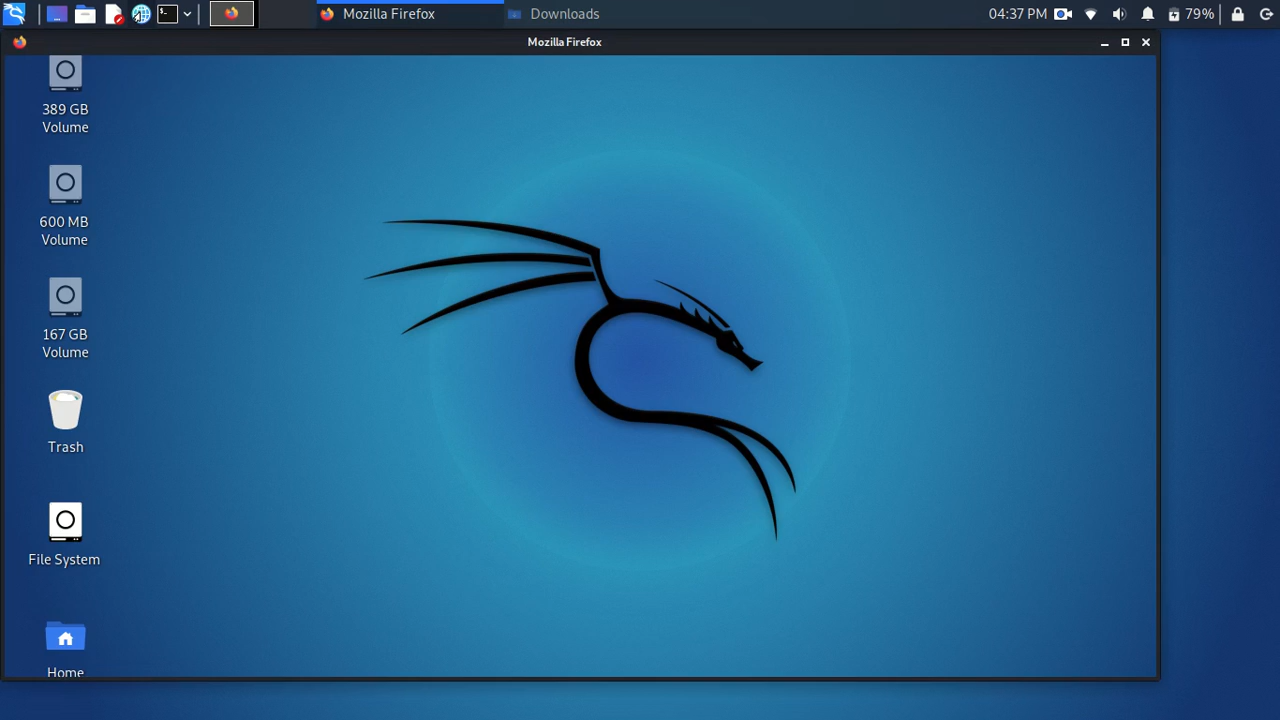 Mozilla Firefox
Downloads
04:37 PM
79%
Mozilla Firefox
389 GB
Volume
600 MB
Volume
167 GB
Volume
Trash
File System
Home